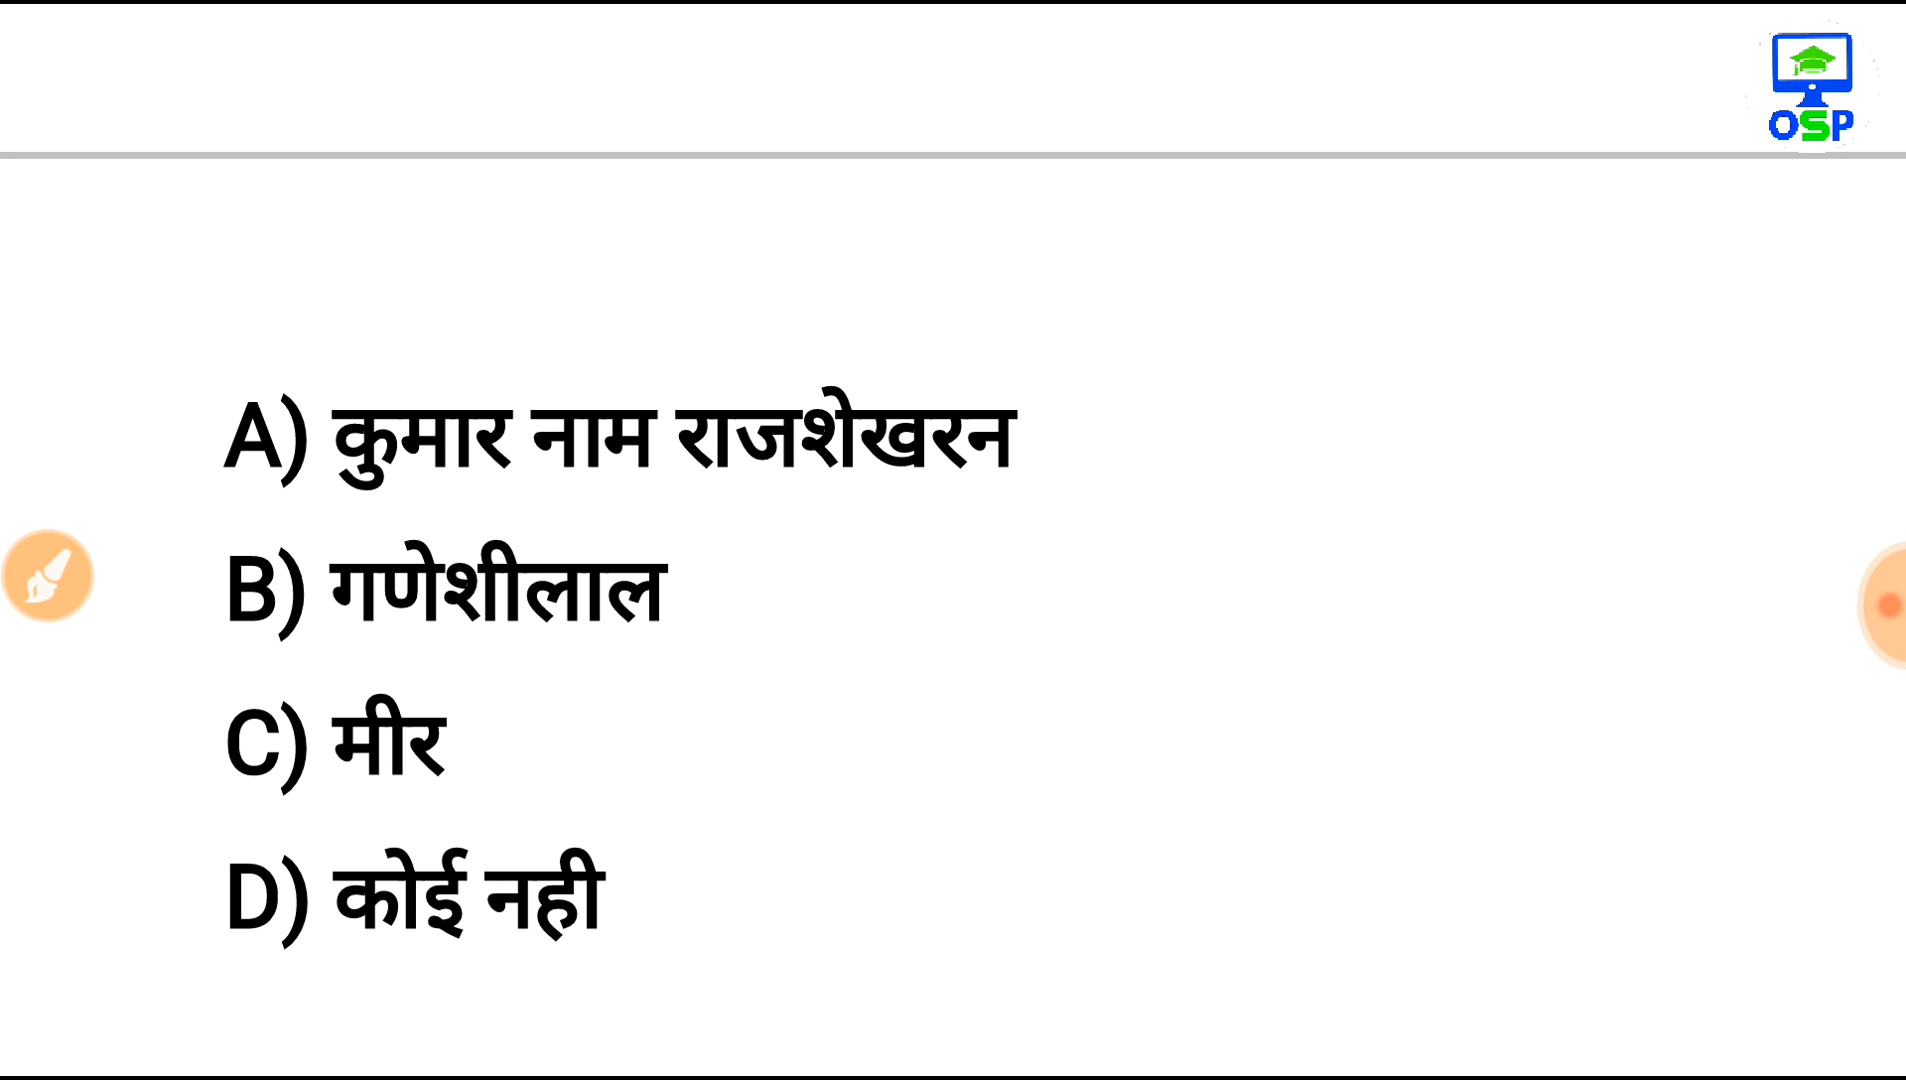 OSP
A) कुमार नाम राजशेखरन
B) गणेशीलाल
C) मीर
D) कोई नही